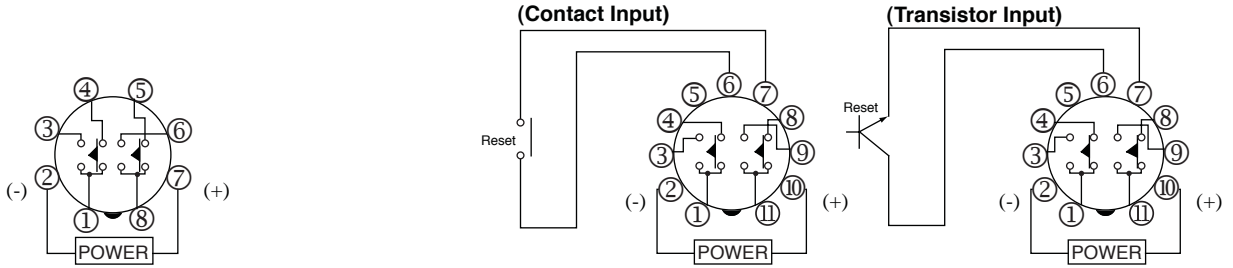 (Contact Input)
(Transistor Input)
④ ⑤
③ ⑥
② ⑦
(-) (+)
① ⑧
POWER
Reset
⑤ ⑥ ⑦
④ ⑧
③ ⑨
② ⑩
(-) (+)
① ⑪
POWER
Reset
⑤ ⑥ ⑦
④ ⑧
③ ⑨
② ⑩
(-) (+)
① ⑪
POWER